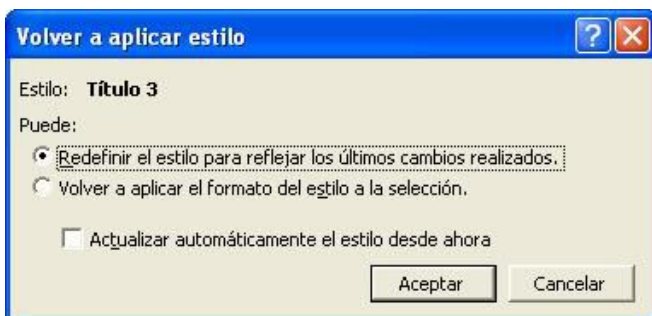 Volver a aplicar estilo
?
Estilo: Título 3
Puede:
Redefinir el estilo para reflejar los últimos cambios realizados.
Volver a aplicar el formato del estilo a la selección.
Actualizar automáticamente el estilo desde ahora
Aceptar Cancelar